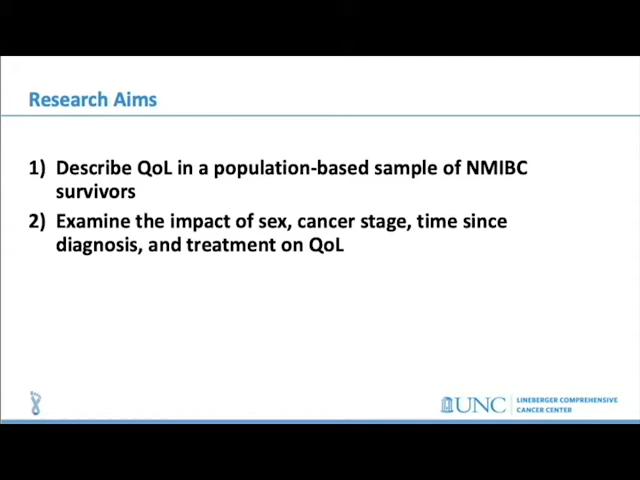 Research Aims
1) Describe QoL in a population-based sample of NMIBC
survivors
2) Examine the impact of sex, cancer stage, time since
diagnosis, and treatment on QoL
UNC LINEBERGER COMPREHENSIVE
CANCER CENTER